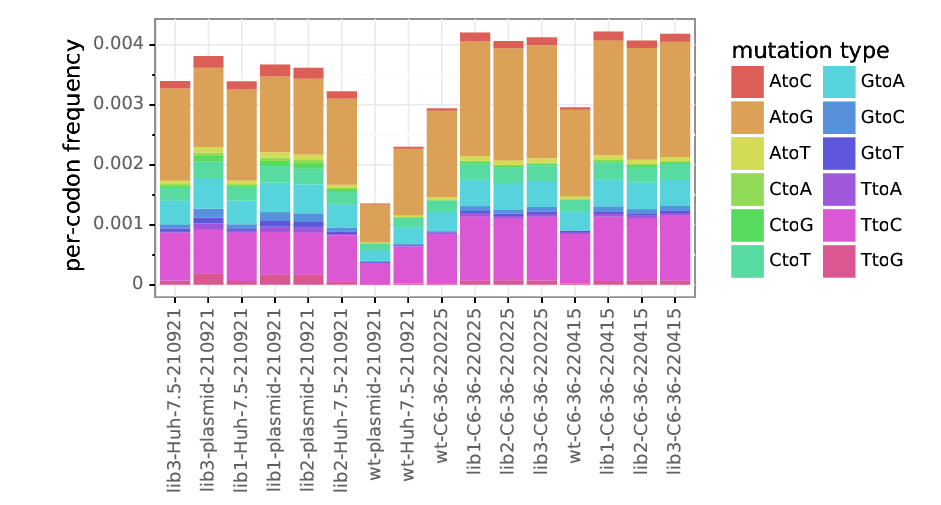 per-codon frequency
0.004
0.003
0.002
0.001
0
lib3-Huh-7.5-210921
lib3-plasmid-210921
lib1-Huh-7.5-210921
lib1-plasmid-210921
lib2-plasmid-210921
lib2-Huh-7.5-210921
wt-plasmid-210921
wt-Huh-7.5-210921
wt-C6-36-220225
lib1-C6-36-220225
lib2-C6-36-220225
lib3-C6-36-220225
wt-C6-36-220415
lib1-C6-36-220415
lib2-C6-36-220415
lib3-C6-36-220415
mutation type
AtoC GtoA
AtoG GtoC
AtoT GtoT
CtoA TtoA
CtoG TtoC
CtoT TtoG